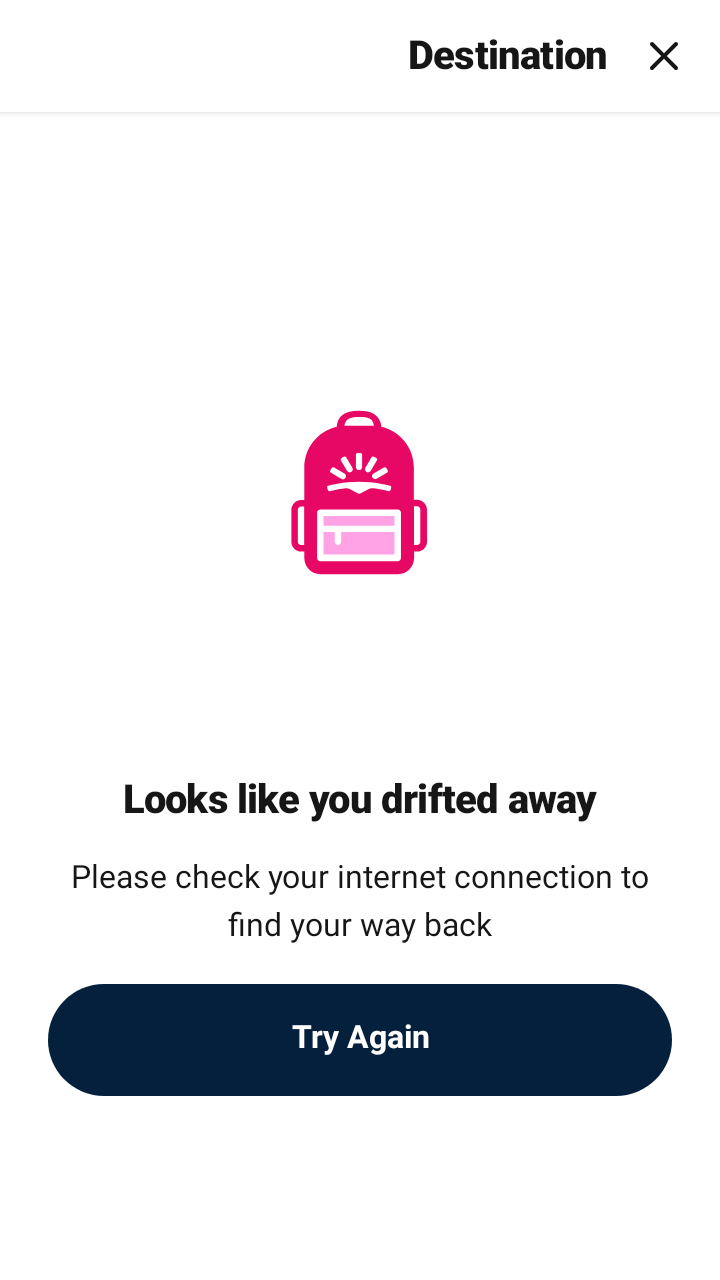 Destination
Looks like you drifted away
Please check your internet connection to
find your way back
Try Again